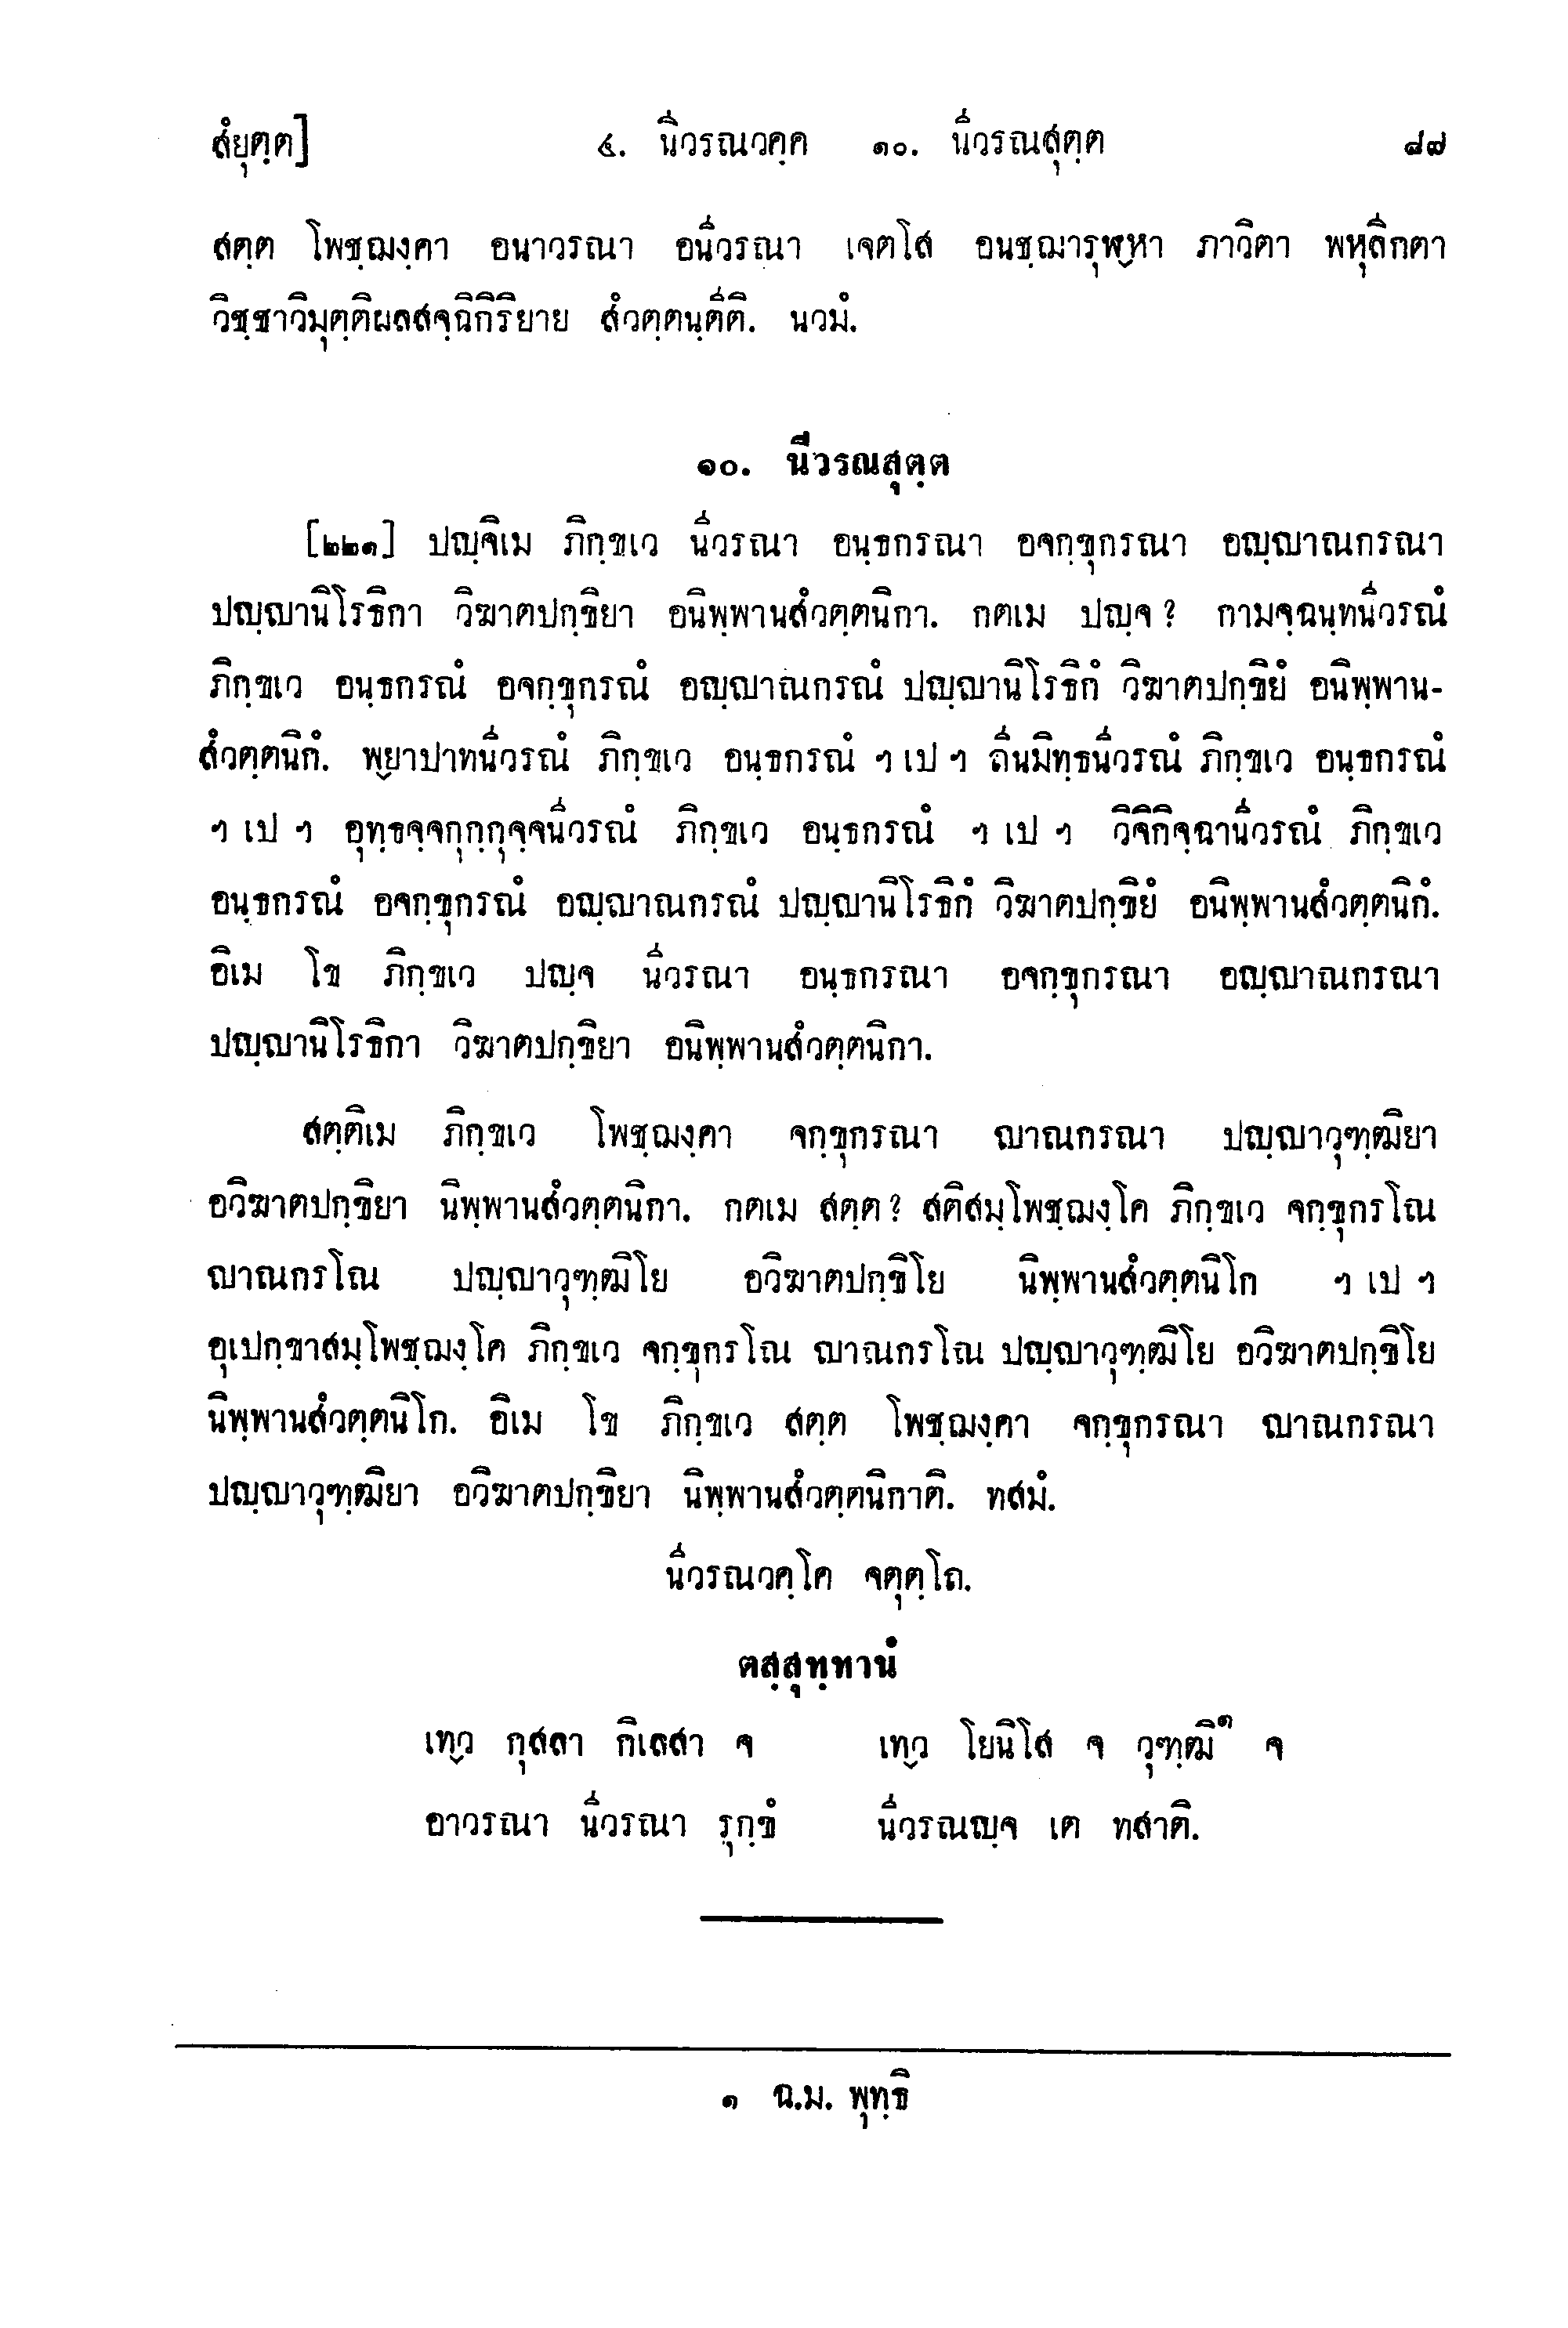 สํยุตฺต] ๔. นีวรณวคฺค ๑๐. นีวรณสุตฺต ๘๗
สตฺต โพชฺฌงฺคา อนาวรณา อนีวรณา เจตโส อนชฺฌารุฬฺหา ภาวิตา พหุลีกตา
วิชฺชาวิมุตฺติผลสจฺฉิกิริยาย สํวตฺตนฺตีติ. นวมํ.
๑๐. นีวรณสุตฺต
[๒๒๑] ปญฺจิเม ภิกฺขเว นีวรณา อนฺธกรณา อจกฺขุกรณา อญฺญาณกรณา
ปญฺญานิโรธิกา วิฆาตปกฺขิยา อนิพฺพานสํวตฺตนิกา. กตเม ปญฺจ? กามจฺฉนฺทนีวรณํ
ภิกฺขเว อนฺธกรณํ อจกฺขุกรณํ อญฺญาณกรณํ ปญฺญานิโรธิกํ วิฆาตปกฺขิยํ อนิพฺพาน-
สํวตฺตนิกํ. พฺยาปาทนีวรณํ ภิกฺขเว อนฺธกรณํ ฯ เป ฯ ถีนมิทฺธนีวรณํ ภิกฺขเว อนฺธกรณํ
ฯ เป ฯ อุทฺธจฺจกุกฺกุจฺจนีวรณํ ภิกฺขเว อนฺธกรณํ ฯ เป ฯ วิจิกิจฺฉานีวรณํ ภิกฺขเว
อนฺธกรณํ อจกฺขุกรณํ อญฺญาณกรณํ ปญฺญานิโรธิกํ วิฆาตปกฺขิยํ อนิพฺพานสํวตฺตนิกํ.
อิเม โข ภิกฺขเว ปญฺจ นีวรณา อนฺธกรณา อจกฺขุกรณา อญฺญาณกรณา
ปญฺญานิโรธิกา วิฆาตปกฺขิยา อนิพฺพานสํวตฺตนิกา.
สตฺติเม ภิกฺขเว โพชฺฌงฺคา จกฺขุกรณา ญาณกรณา ปญฺญาวุฑฺฒิยา
อวิฆาตปกฺขิยา นิพฺพานสํวตฺตนิกา. กตเม สตฺต? สติสมฺโพชฺฌงฺโค ภิกฺขเว จกฺขุกรโณ
ญาณกรโณ ปญฺญาวุฑฺฒิโย อวิฆาตปกฺขิโย นิพฺพานสํวตฺตนิโก ฯ เป ฯ
อุเปกฺขาสมฺโพชฺฌงฺโค ภิกฺขเว จกฺขุกรโณ ญาณกรโณ ปญฺญาวุฑฺฒิโย อวิฆาตปกฺขิโย
นิพฺพานสํวตฺตนิโก. อิเม โข ภิกฺขเว สตฺต โพชฺฌงฺคา จกฺขุกรณา ญาณกรณา
ปญฺญาวุฑฺฒิยา อวิฆาตปกฺขิยา นิพฺพานสํวตฺตนิกาติ. ทสมํ.
นีวรณวคฺโค จตุตฺโถ.
ตสฺสุทฺทานํ
เทฺว กุสลา กิเลสา จ เทฺว โยนิโส จ วุฑฺฒิ๑ จ
อาวรณา นีวรณา รุกฺขํ นีวรณญฺจ เต ทสาติ.
๑ ฉ.ม. พุทฺธิ